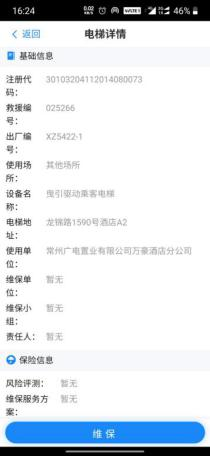 16:24
46%
返回
电梯详情
基础信息
注册代码: 30103204112014080073
救援编号: 025266
出厂编号: XZ5422-1
使用场所: 其他场所
设备名称: 曳引驱动乘客电梯
电梯地址: 龙锦路1590号酒店A2
使用单位: 常州广电置业有限公司万豪酒店分公司
维保单位: 暂无
维保小组: 暂无
责任人: 暂无
保险信息
风险评测: 暂无
维保服务方案: 暂无
维保